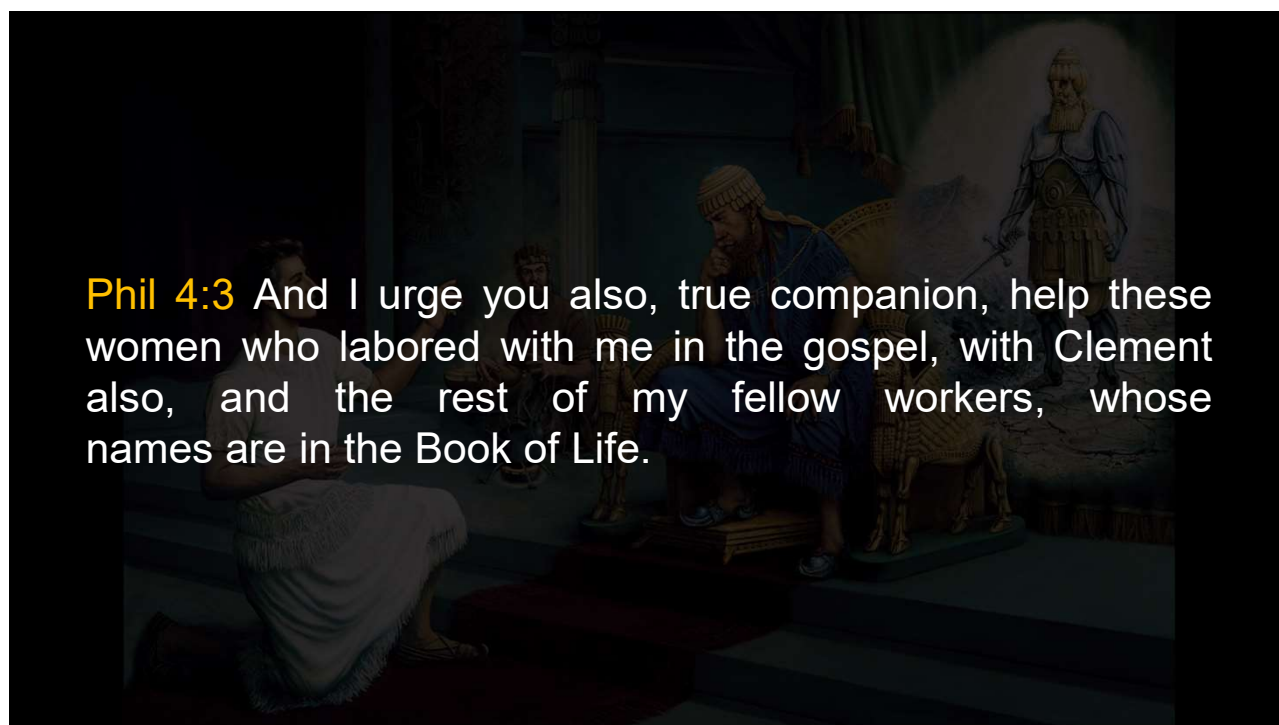 Phil 4:3 And I urge you also, true companion, help these
women who labored with me in the gospel, with Clement
also, and the rest of my fellow workers, whose
names are in the Book of Life.